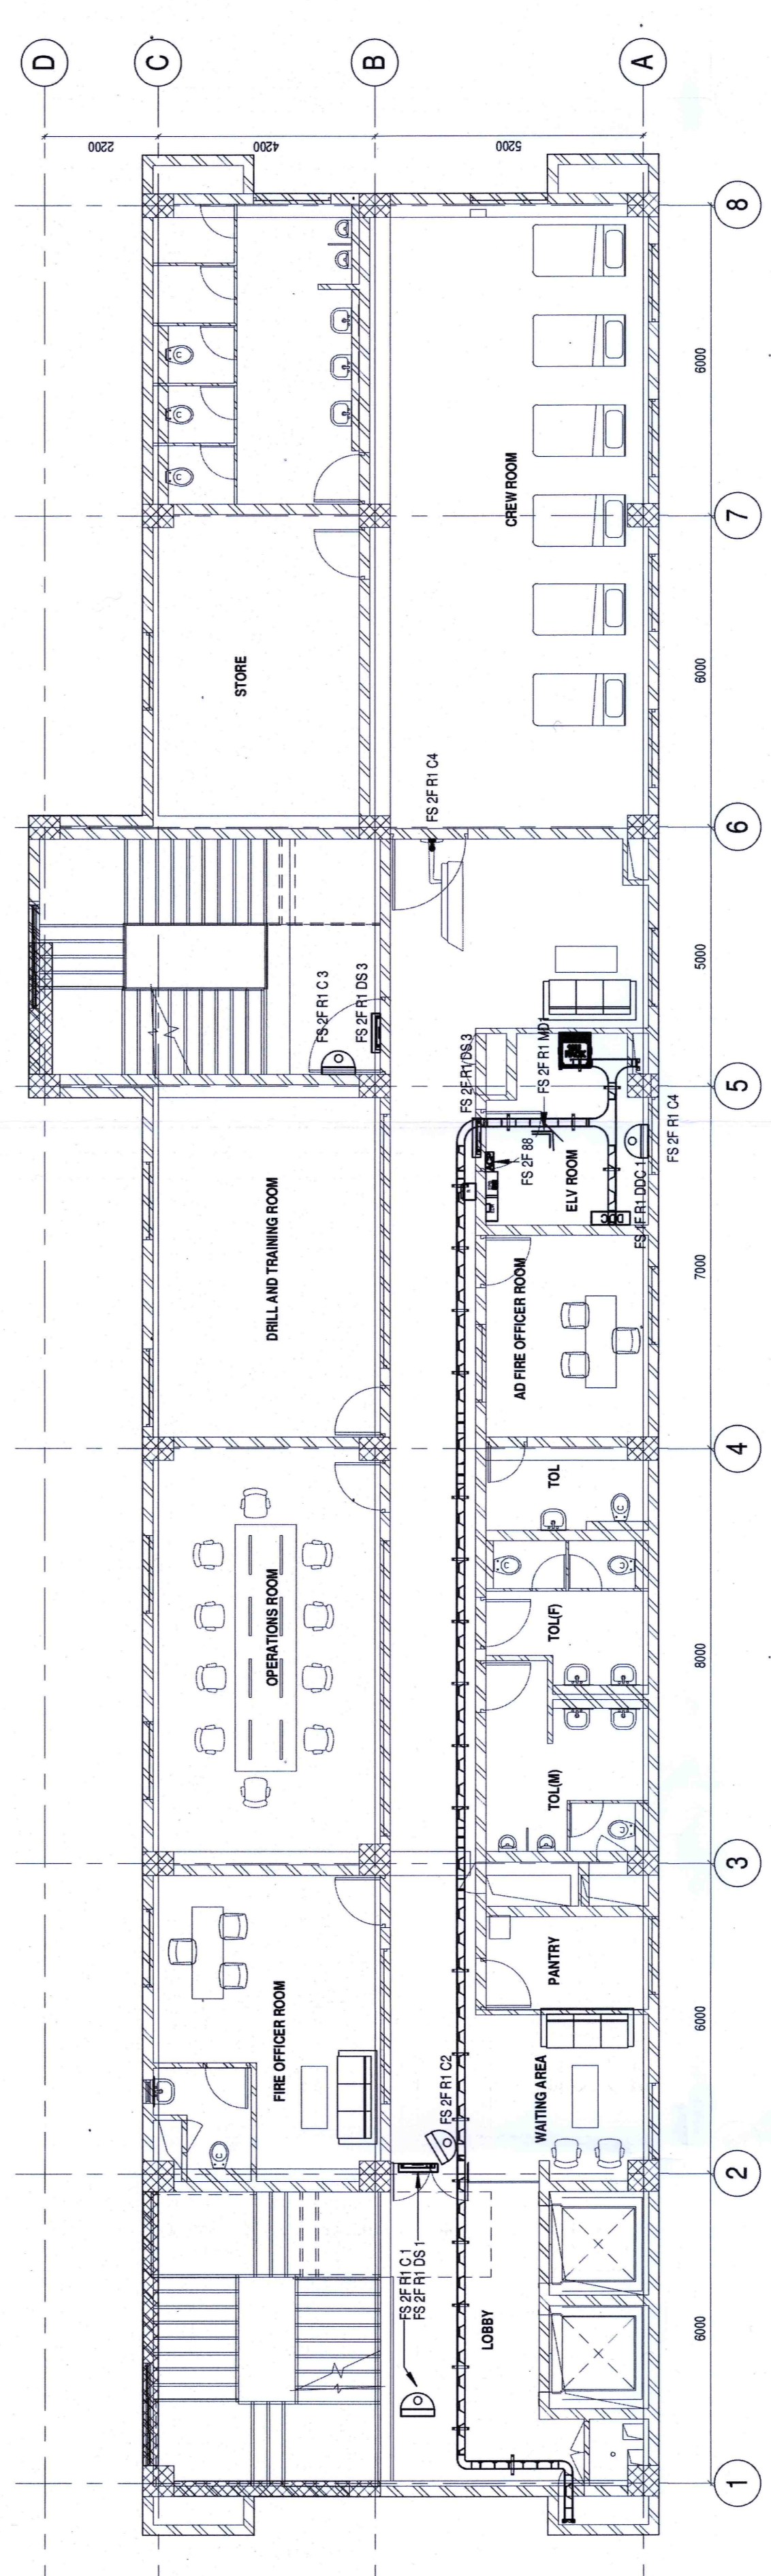 D
C
B
A
2200
4200
5200
8
7
6
5
4
3
2
1
6000
6000
5000
7000
8000
6000
6000
CREW ROOM
STORE
FS 2F R1 C4
FS 2F R1 C 3
FS 2F R1 DS 3
FS 2F R1 DS 3
FS 2F R1 MD1
FS 2F 88
ELV ROOM
FS 2F R1 C4
FS 1F R1 DDC 1
DDC
DRILL AND TRAINING ROOM
AD FIRE OFFICER ROOM
TOL
OPERATIONS ROOM
TOL(F)
TOL(M)
PANTRY
FIRE OFFICER ROOM
WAITING AREA
FS 2F R1 C2
FS 2F R1 C 1
FS 2F R1 DS 1
LOBBY